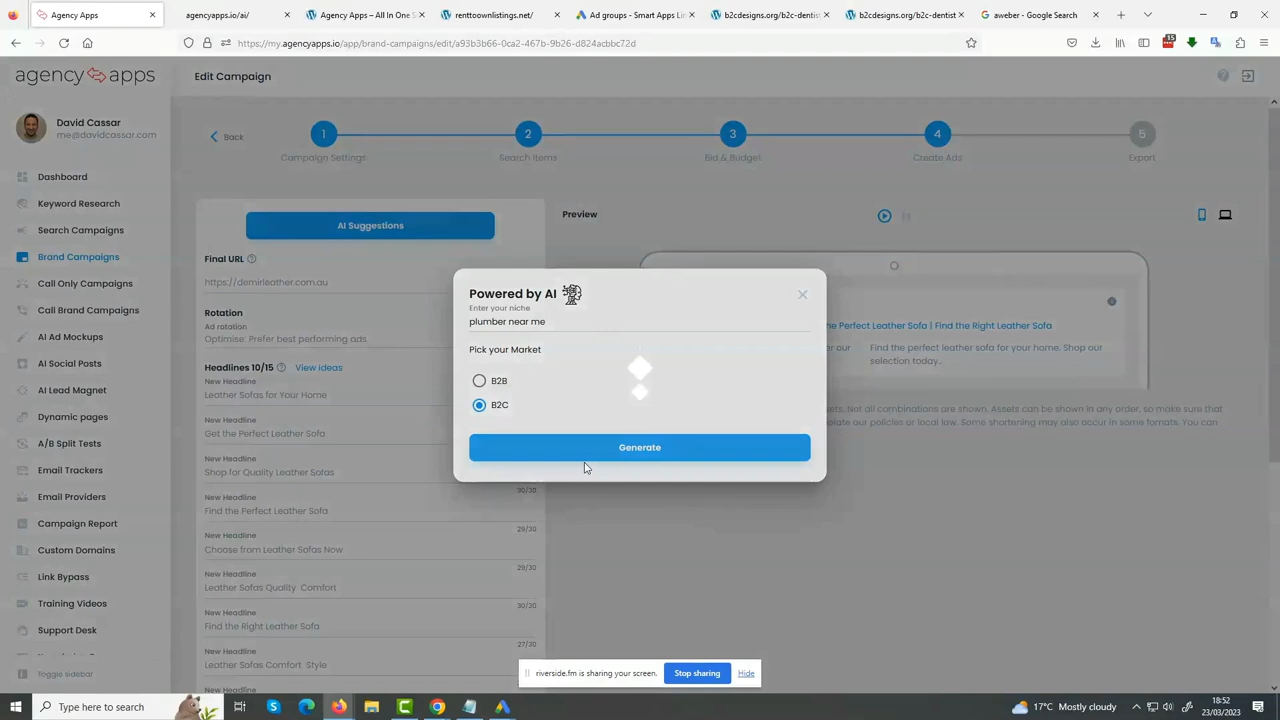 Agency Apps
agencyapps.io/ai/
Agency Apps – All In One S
renttoownlistings.net/
Ad groups - Smart Apps Lin
b2cdesigns.org/b2c-dentist
aweber - Google Search
https://my.agencyapps.io/app/brand-campaigns/edit/
15
agency apps
Edit Campaign
David Cassar
me@davidcassar.com
Back
1
2
3
4
5
Campaign Settings
Search Items
Bid & Budget
Create Ads
Export
Dashboard
Keyword Research
Search Campaigns
Brand Campaigns
Call Only Campaigns
Call Brand Campaigns
AI Ad Mockups
AI Social Posts
AI Lead Magnet
Dynamic pages
A/B Split Tests
Email Trackers
Email Providers
Campaign Report
Custom Domains
Link Bypass
Training Videos
Support Desk
Toggle sidebar
AI Suggestions
Final URL
https://demirleather.com.au
Rotation
Ad rotation
Optimise: Prefer best performing ads
Headlines 10/15 View ideas
New Headline
Leather Sofas for Your Home
New Headline
Get the Perfect Leather Sofa
New Headline
Shop for Quality Leather Sofas
New Headline 30/30
Find the Perfect Leather Sofa
New Headline 29/30
Choose from Leather Sofas Now
New Headline 29/30
Leather Sofas Quality Comfort
New Headline 30/30
Find the Right Leather Sofa
New Headline 27/30
Leather Sofas Comfort Style
New Headline
Preview
he Perfect Leather Sofa | Find the Right Leather Sofa
our Find the perfect leather sofa for your home. Shop our
selection today..
ssets. Not all combinations are shown. Assets can be shown in any order, so make sure that
violate our policies or local law. Some shortening may also occur in some formats. You can
Powered by AI
Enter your niche
plumber near me
Pick your Market
B2B
B2C
Generate
riverside.fm is sharing your screen.
Stop sharing
Hide
Type here to search
17°C Mostly cloudy
18:52
23/03/2023